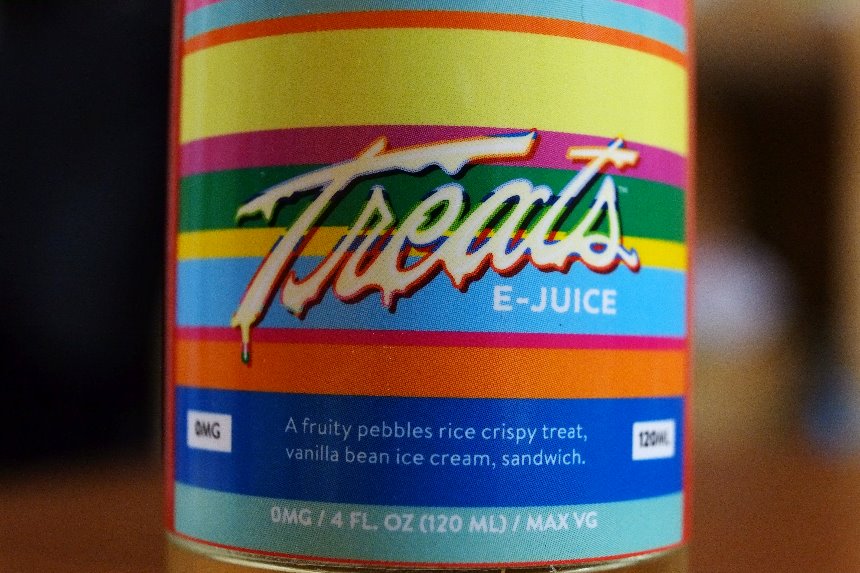 Treats™
E-JUICE
0MG
A fruity pebbles rice crispy treat,
vanilla bean ice cream, sandwich.
120ML
0MG / 4 FL. OZ (120 ML) / MAX VG